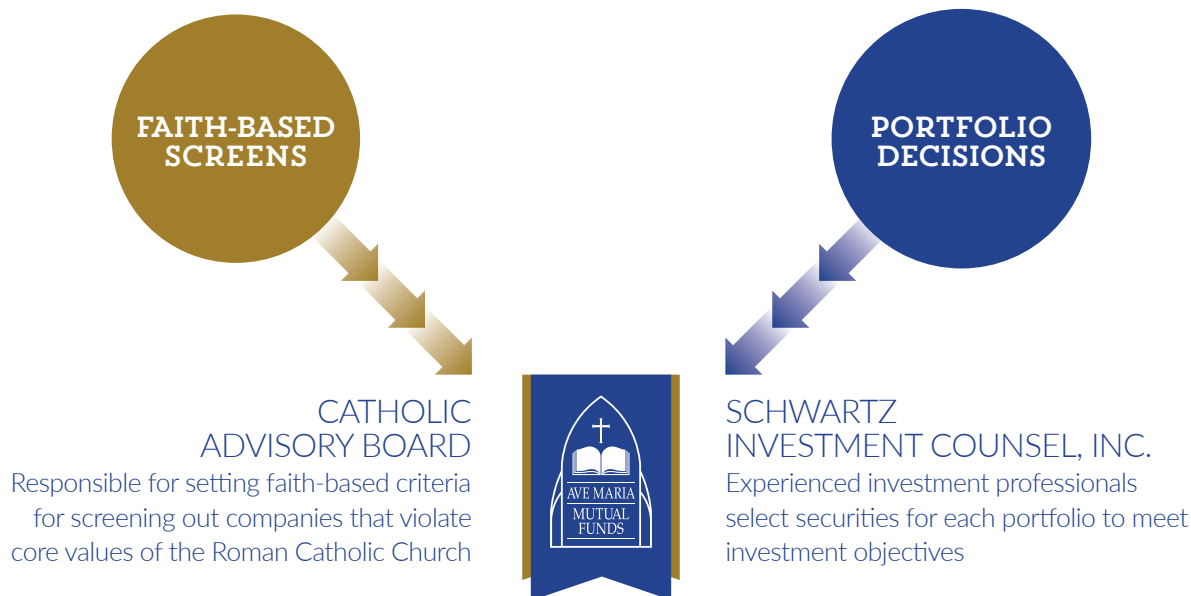 FAITH-BASED
SCREENS
PORTFOLIO
DECISIONS
CATHOLIC
ADVISORY BOARD
Responsible for setting faith-based criteria
for screening out companies that violate
core values of the Roman Catholic Church
AVE MARIA
MUTUAL
FUNDS
SCHWARTZ
INVESTMENT COUNSEL, INC.
Experienced investment professionals
select securities for each portfolio to meet
investment objectives